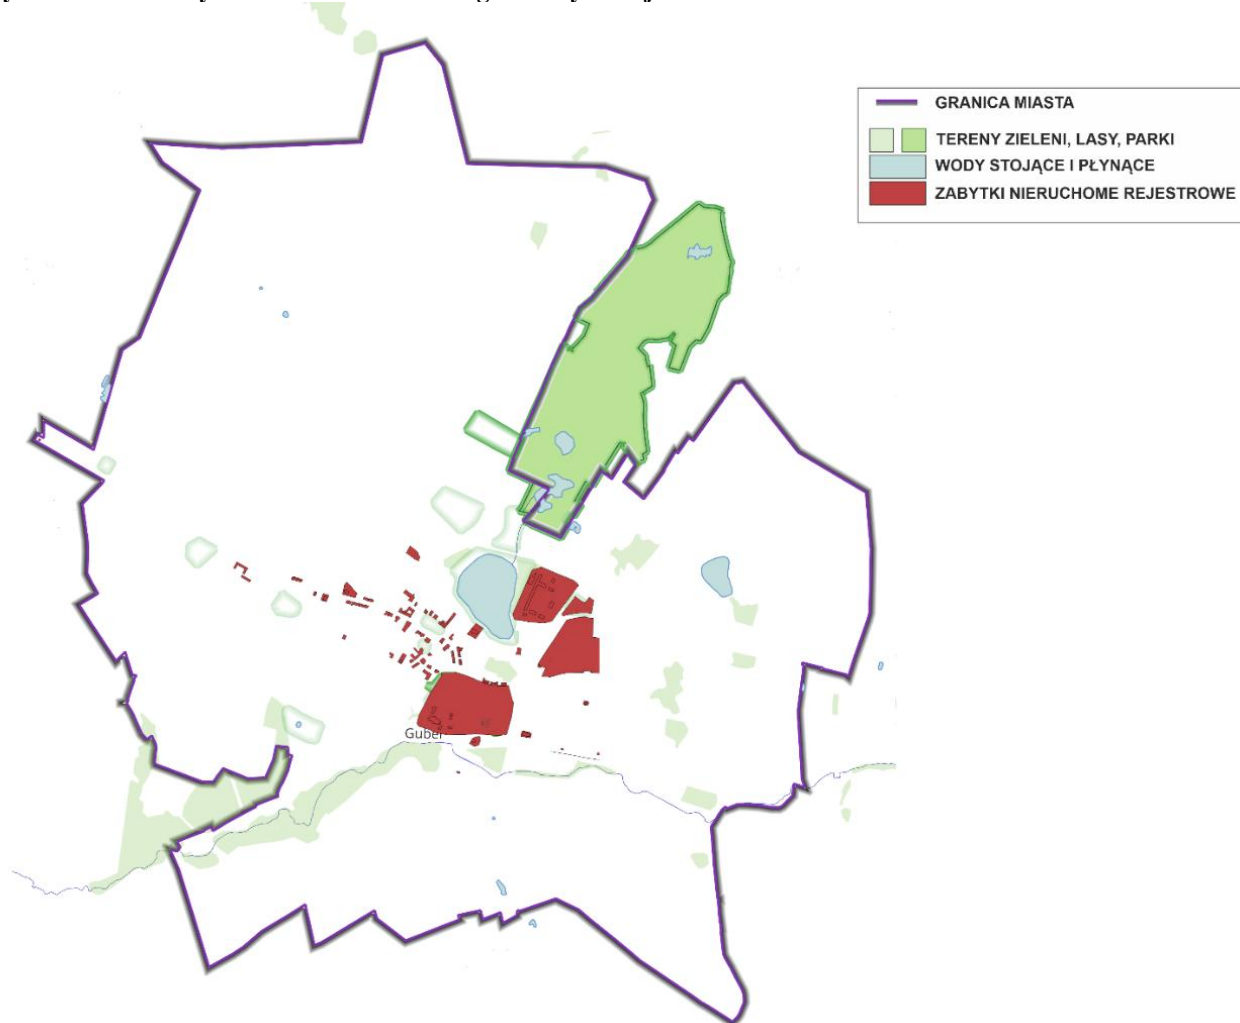 GRANICA MIASTA
TERENY ZIELENI, LASY, PARKI
WODY STOJĄCE I PŁYNĄCE
ZABYTKI NIERUCHOME REJESTROWE
Guber